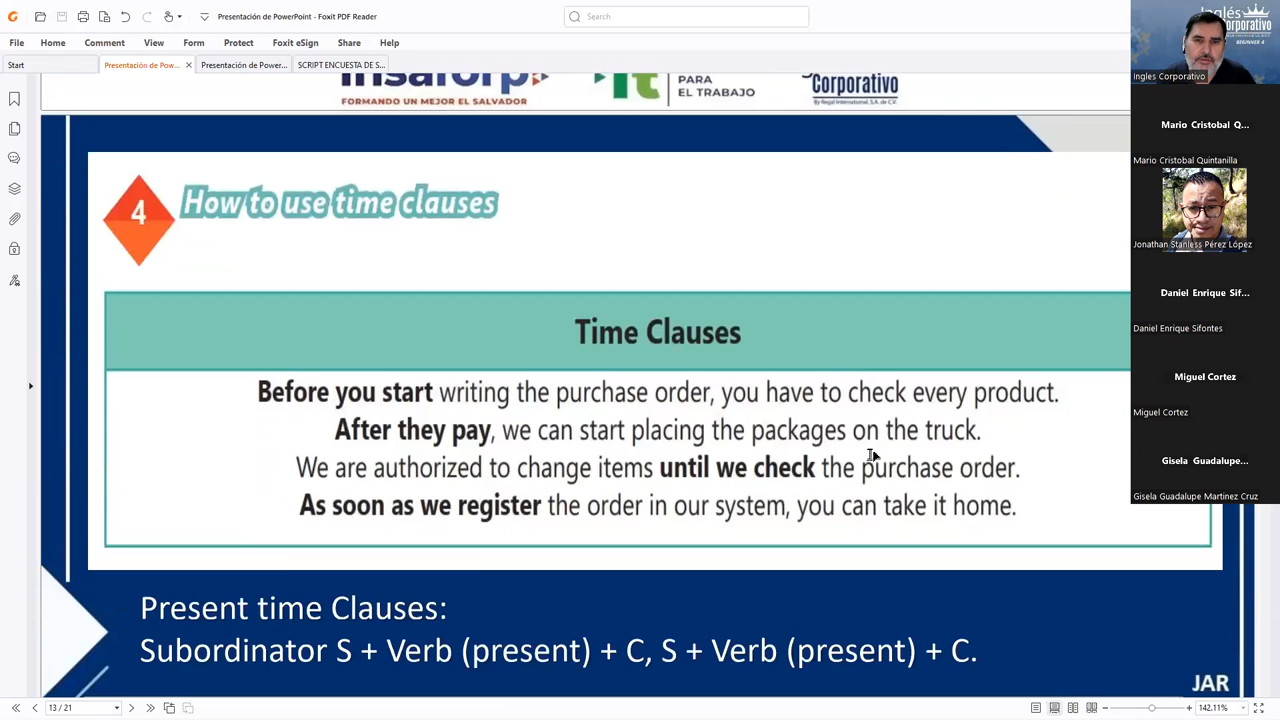 Presentación de PowerPoint - Foxit PDF Reader
Search
File Home Comment View Form Protect Foxit eSign Share Help
Start
Presentación de Pow...
Presentación de Power...
SCRIPT ENCUESTA DE S...
insaforp
FORMANDO UN MEJOR EL SALVADOR
PARA
EL TRABAJO
Corporativo
By Regal International, S.A. de C.V.
4
How to use time clauses
Time Clauses
Before you start writing the purchase order, you have to check every product.
After they pay, we can start placing the packages on the truck.
We are authorized to change items until we check the purchase order.
As soon as we register the order in our system, you can take it home.
Present time Clauses:
Subordinator S + Verb (present) + C, S + Verb (present) + C.
JAR
13 / 21
142.11%
Inglés
Corporativo
BEGINNER 4
Ingles Corporativo
Mario Cristobal Q...
Mario Cristobal Quintanilla
Jonathan Stanless Pérez López
Daniel Enrique Sif...
Daniel Enrique Sifontes
Miguel Cortez
Miguel Cortez
Gisela Guadalupe...
Gisela Guadalupe Martinez Cruz